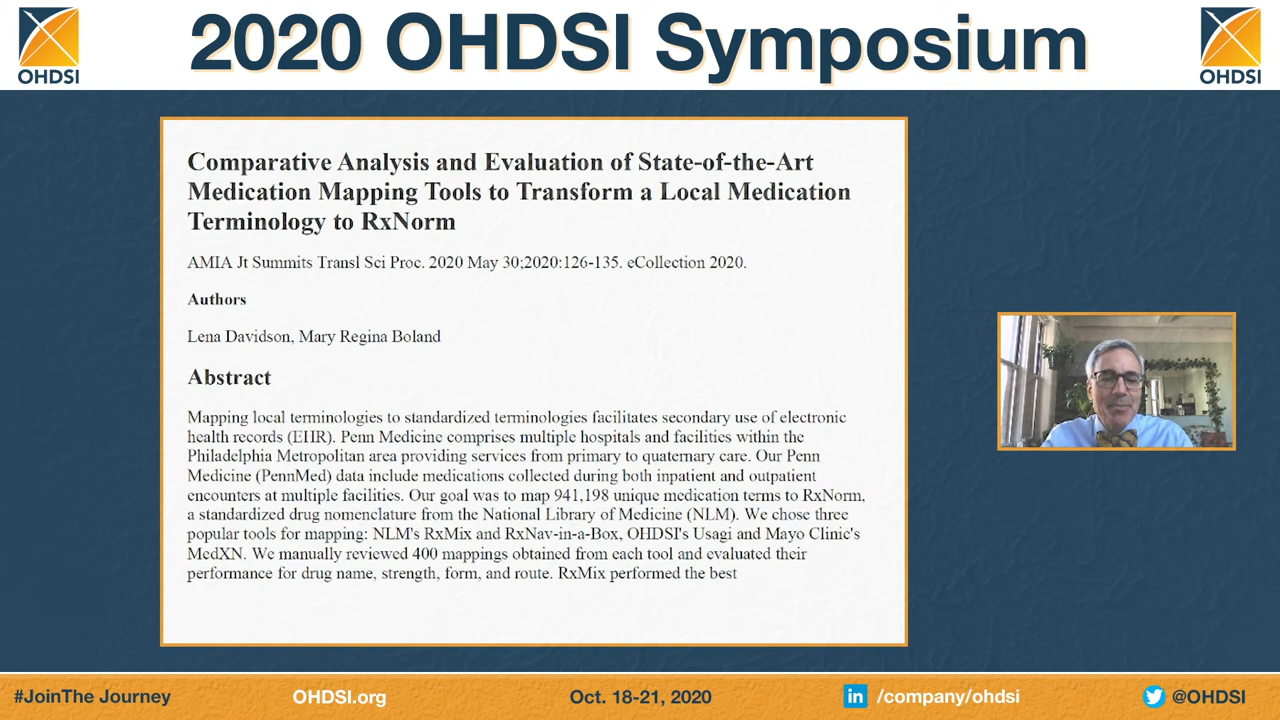 OHDSI
2020 OHDSI Symposium
OHDSI
Comparative Analysis and Evaluation of State-of-the-Art
Medication Mapping Tools to Transform a Local Medication
Terminology to RxNorm
AMIA Jt Summits Transl Sci Proc. 2020 May 30;2020:126-135. eCollection 2020.
Authors
Lena Davidson, Mary Regina Boland
Abstract
Mapping local terminologies to standardized terminologies facilitates secondary use of electronic
health records (EHR). Penn Medicine comprises multiple hospitals and facilities within the
Philadelphia Metropolitan area providing services from primary to quaternary care. Our Penn
Medicine (PennMed) data include medications collected during both inpatient and outpatient
encounters at multiple facilities. Our goal was to map 941,198 unique medication terms to RxNorm,
a standardized drug nomenclature from the National Library of Medicine (NLM). We chose three
popular tools for mapping: NLM's RxMix and RxNav-in-a-Box, OHDSI's Usagi and Mayo Clinic's
MedXN. We manually reviewed 400 mappings obtained from each tool and evaluated their
performance for drug name, strength, form, and route. RxMix performed the best
#JoinThe Journey
OHDSI.org
Oct. 18-21, 2020
in /company/ohdsi
@OHDSI